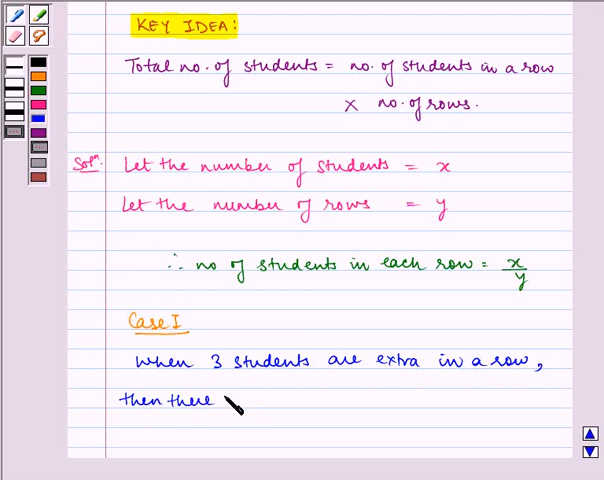 KEY IDEA:
Total no. of students = no. of students in a row
x no. of rows.
Solⁿ. Let the number of students = x
Let the number of rows = y
∴ no of students in each row = x/y
Case I
When 3 students are extra in a row,
then there